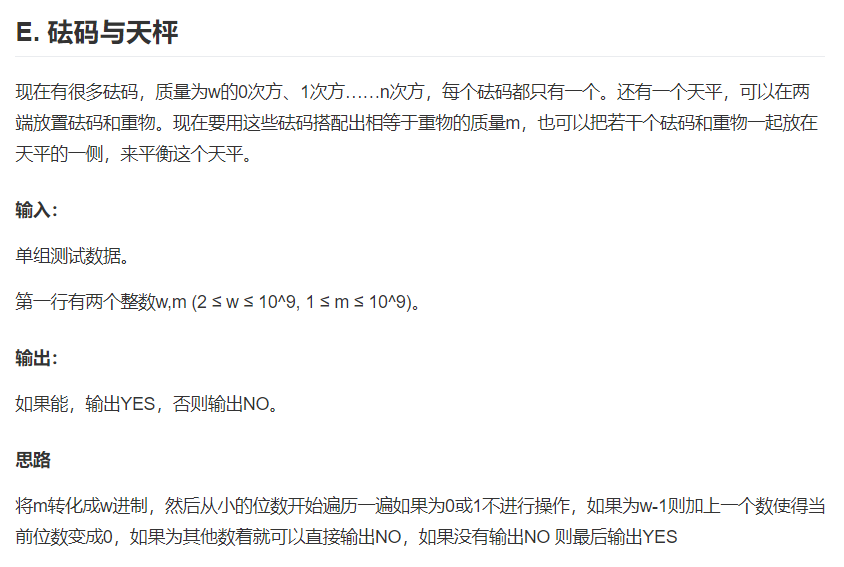 E. 砝码与天枰
现在有很多砝码，质量为w的0次方、1次方……n次方，每个砝码都只有一个。还有一个天平，可以在两
端放置砝码和重物。现在要用这些砝码搭配出相等于重物的质量m，也可以把若干个砝码和重物一起放在
天平的一侧，来平衡这个天平。
输入：
单组测试数据。
第一行有两个整数w,m (2 ≤ w ≤ 10^9, 1 ≤ m ≤ 10^9)。
输出：
如果能，输出YES，否则输出NO。
思路
将m转化成w进制，然后从小的位数开始遍历一遍如果为0或1不进行操作，如果为w-1则加上一个数使得当
前位数变成0，如果为其他数着就可以直接输出NO，如果没有输出NO 则最后输出YES